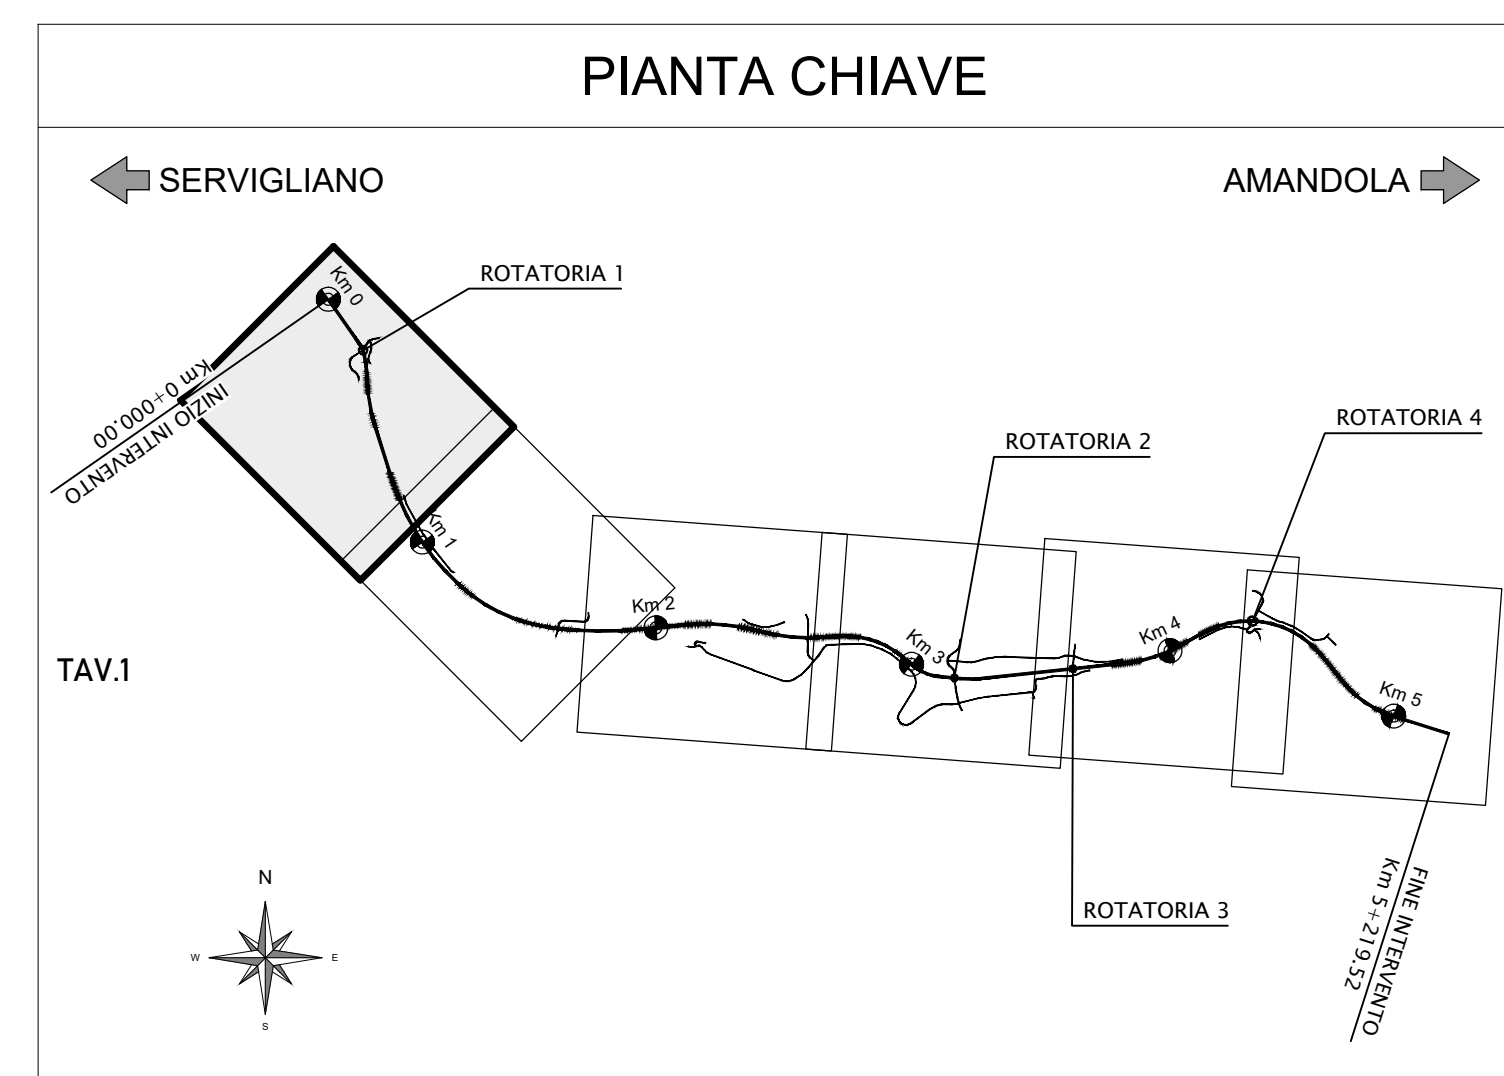 PIANTA CHIAVE
SERVIGLIANO
AMANDOLA
Km 0
ROTATORIA 1
Km 0+000.00
INIZIO INTERVENTO
ROTATORIA 4
ROTATORIA 2
Km 1
Km 2
Km 3
Km 4
Km 5
TAV.1
ROTATORIA 3
FINE INTERVENTO
Km 5+219.52
N
W
E
S